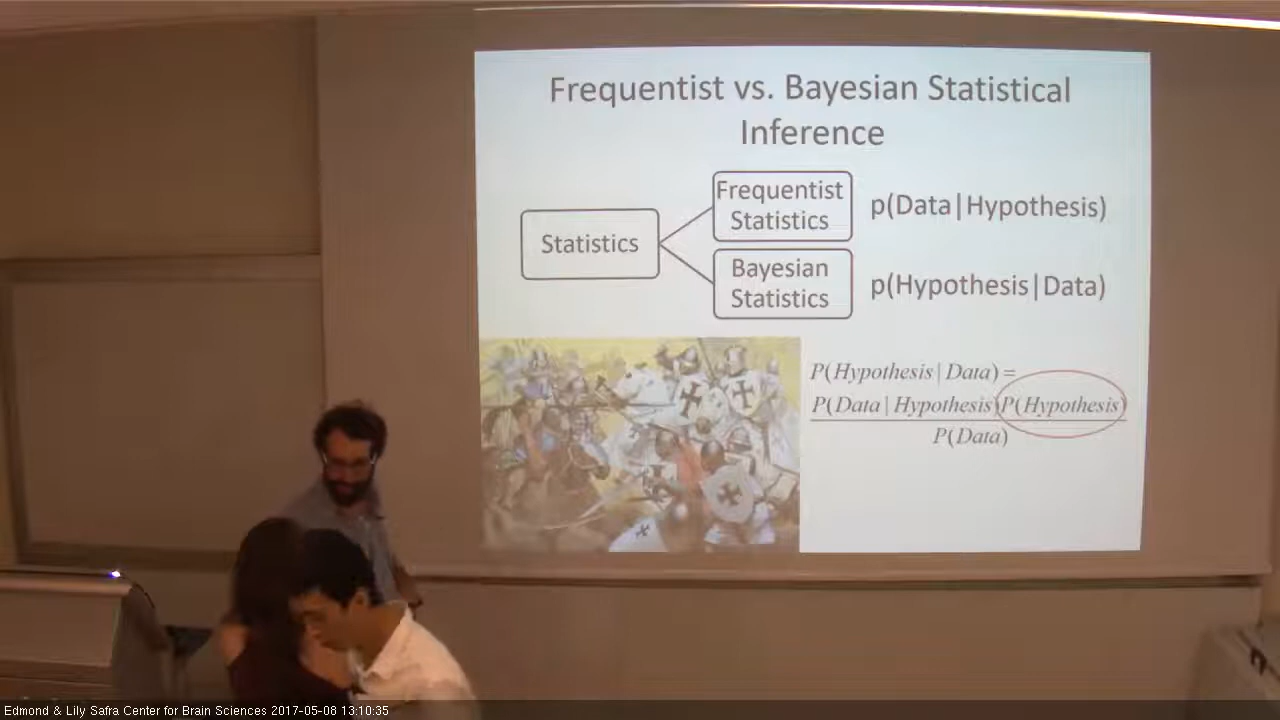 Frequentist vs. Bayesian Statistical
Inference
Statistics
Frequentist
Statistics
p(Data|Hypothesis)
Bayesian
Statistics
p(Hypothesis|Data)
P(Hypothesis | Data) =
P(Data | Hypothesis)P(Hypothesis)
P(Data)
Edmond & Lily Safra Center for Brain Sciences 2017-05-08 13:10:35